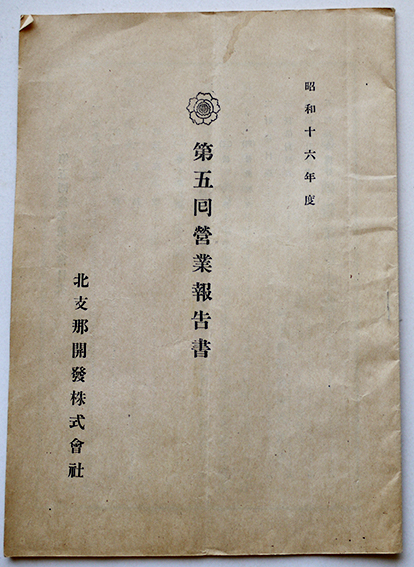 昭和十六年度
第五囘營業報告書
北支那開發株式會社